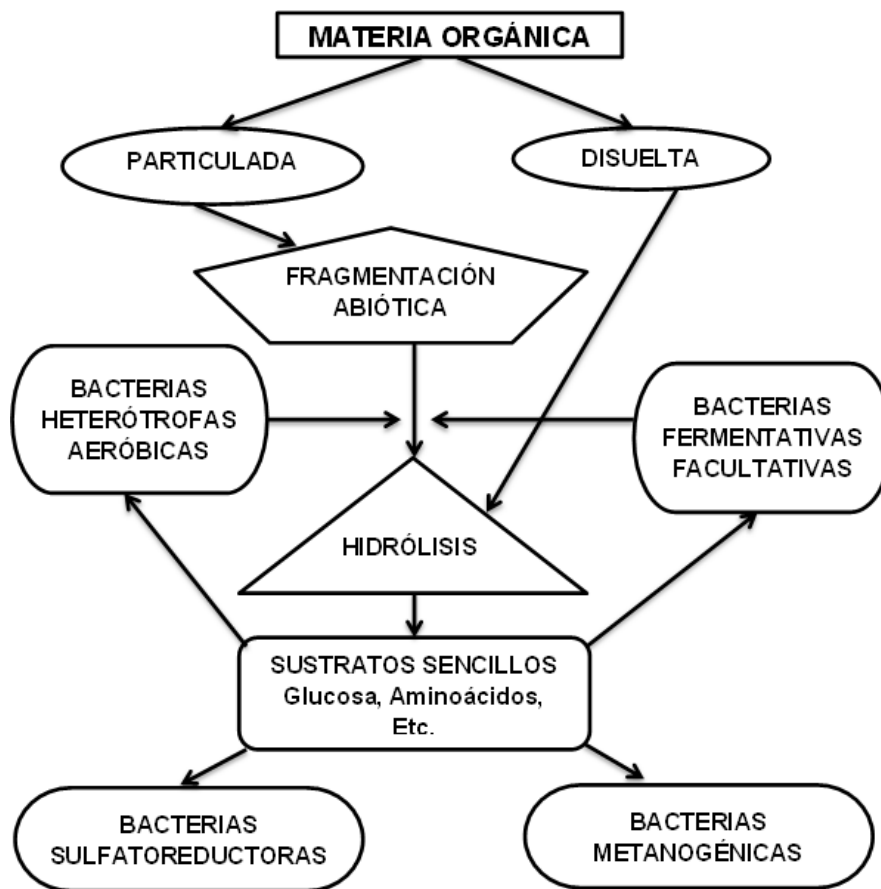 MATERIA ORGÁNICA
PARTICULADA
DISUELTA
FRAGMENTACIÓN
ABIÓTICA
BACTERIAS
HETERÓTROFAS
AERÓBICAS
BACTERIAS
FERMENTATIVAS
FACULTATIVAS
HIDRÓLISIS
SUSTRATOS SENCILLOS
Glucosa, Aminoácidos,
Etc.
BACTERIAS
SULFATOREDUCTORAS
BACTERIAS
METANOGÉNICAS